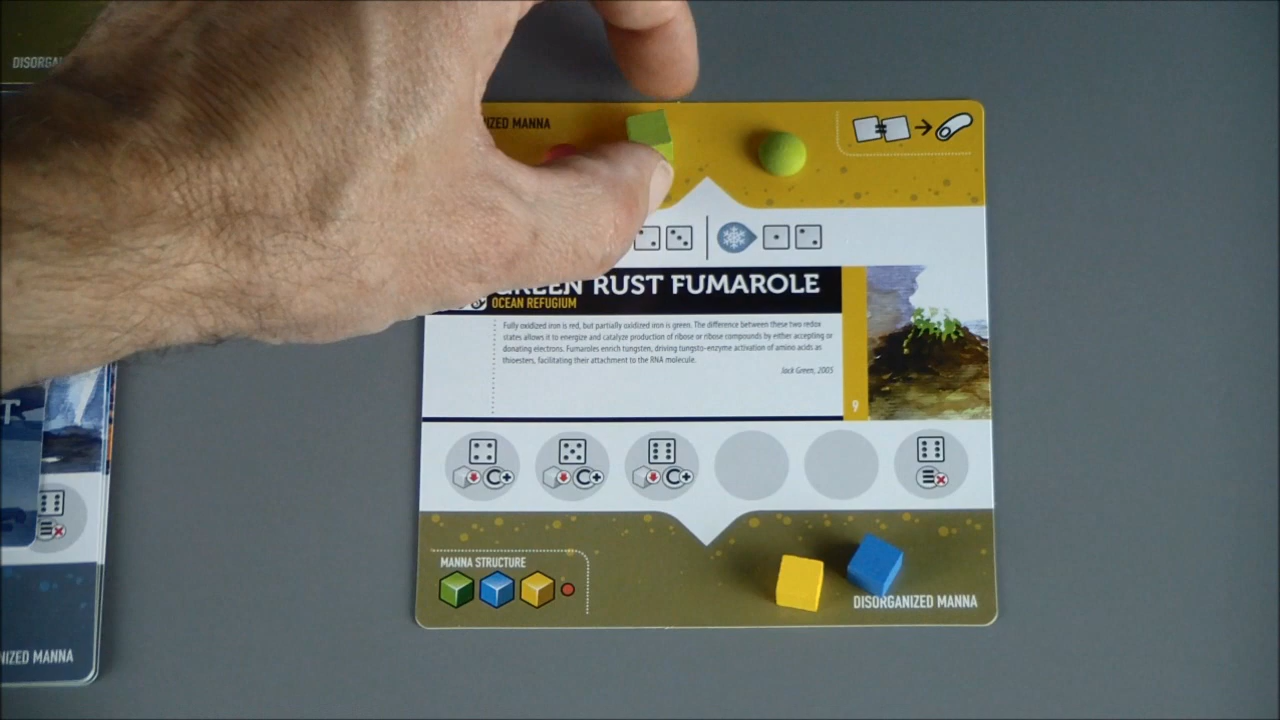 DISORGA
IZED MANNA
GREEN RUST FUMAROLE
OCEAN REFUGIUM
Fully oxidized iron is red, but partially oxidized iron is green. The difference between these two redox
states allows it to energize and catalyze production of ribose or ribose compounds by either accepting or
donating electrons. Fumaroles enrich tungsten, driving tungsto-enzyme activation of amino acids as
thioesters, facilitating their attachment to the RNA molecule.
Jack Green, 2005
9
T
MANNA STRUCTURE
DISORGANIZED MANNA
NIZED MANNA